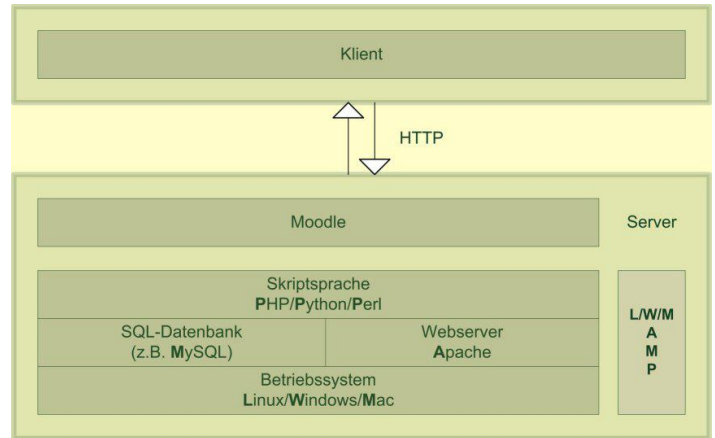 Klient
HTTP
Moodle
Server
Skriptsprache
PHP/Python/Perl
SQL-Datenbank
(z.B. MySQL)
Webserver
Apache
Betriebssystem
Linux/Windows/Mac
L/W/M
A
M
P